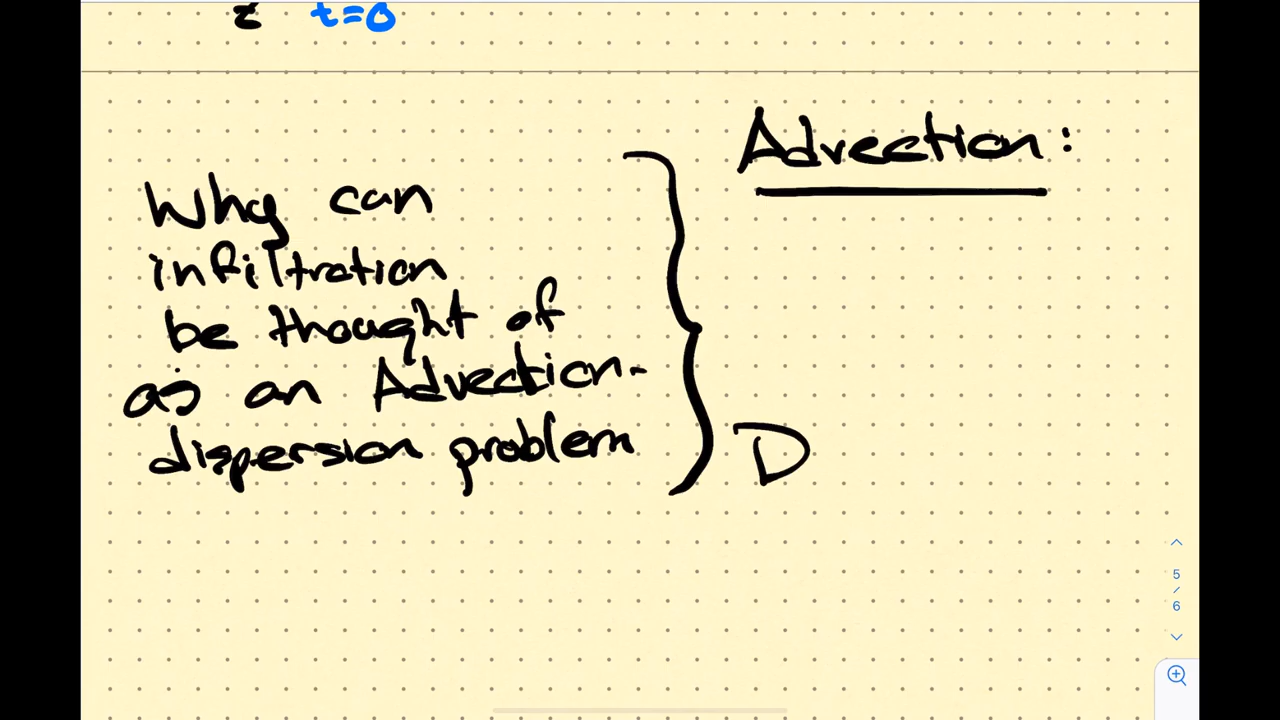 z t=0
Advection:
Why can
infiltration
be thought of
as an Advection-
dispersion problem
D
5
/
6